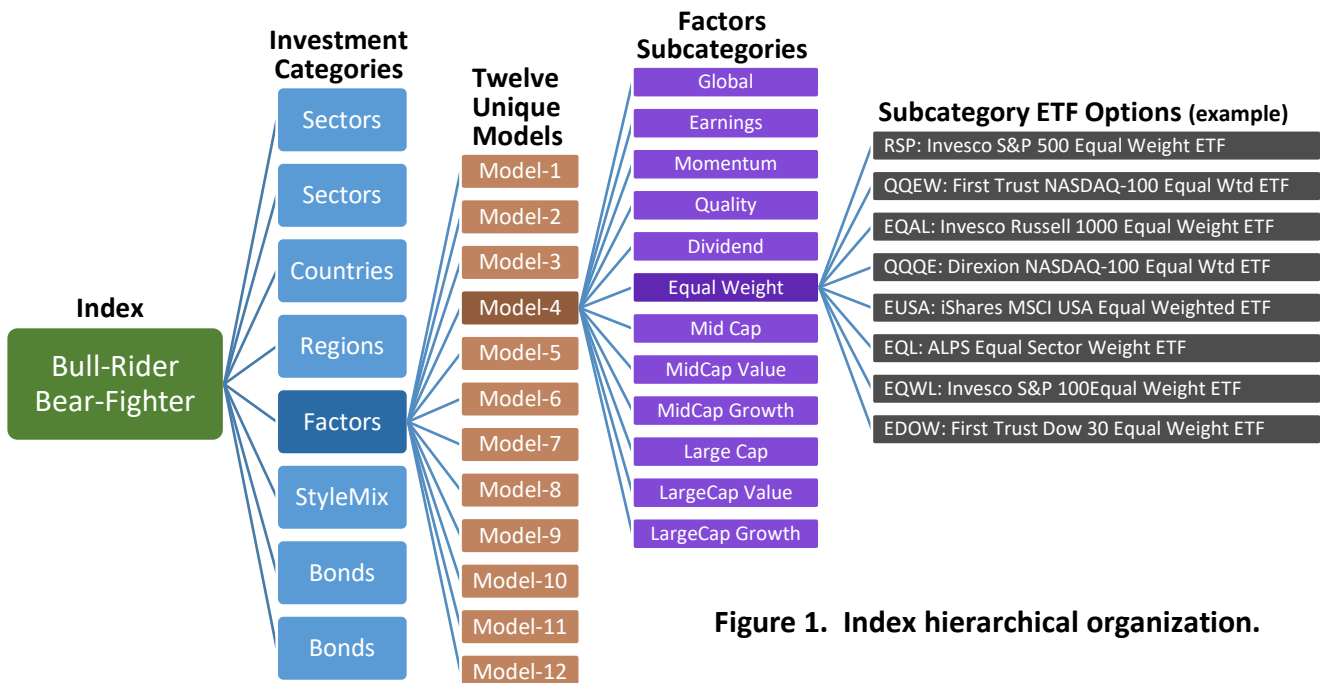 Index
Bull-Rider
Bear-Fighter
Investment
Categories
Sectors
Sectors
Countries
Regions
Factors
StyleMix
Bonds
Bonds
Twelve
Unique
Models
Model-1
Model-2
Model-3
Model-4
Model-5
Model-6
Model-7
Model-8
Model-9
Model-10
Model-11
Model-12
Factors
Subcategories
Global
Earnings
Momentum
Quality
Dividend
Equal Weight
Mid Cap
MidCap Value
MidCap Growth
Large Cap
LargeCap Value
LargeCap Growth
Subcategory ETF Options (example)
RSP: Invesco S&P 500 Equal Weight ETF
QQEW: First Trust NASDAQ-100 Equal Wtd ETF
EQAL: Invesco Russell 1000 Equal Weight ETF
QQQE: Direxion NASDAQ-100 Equal Wtd ETF
EUSA: iShares MSCI USA Equal Weighted ETF
EQL: ALPS Equal Sector Weight ETF
EQWL: Invesco S&P 100Equal Weight ETF
EDOW: First Trust Dow 30 Equal Weight ETF
Figure 1. Index hierarchical organization.